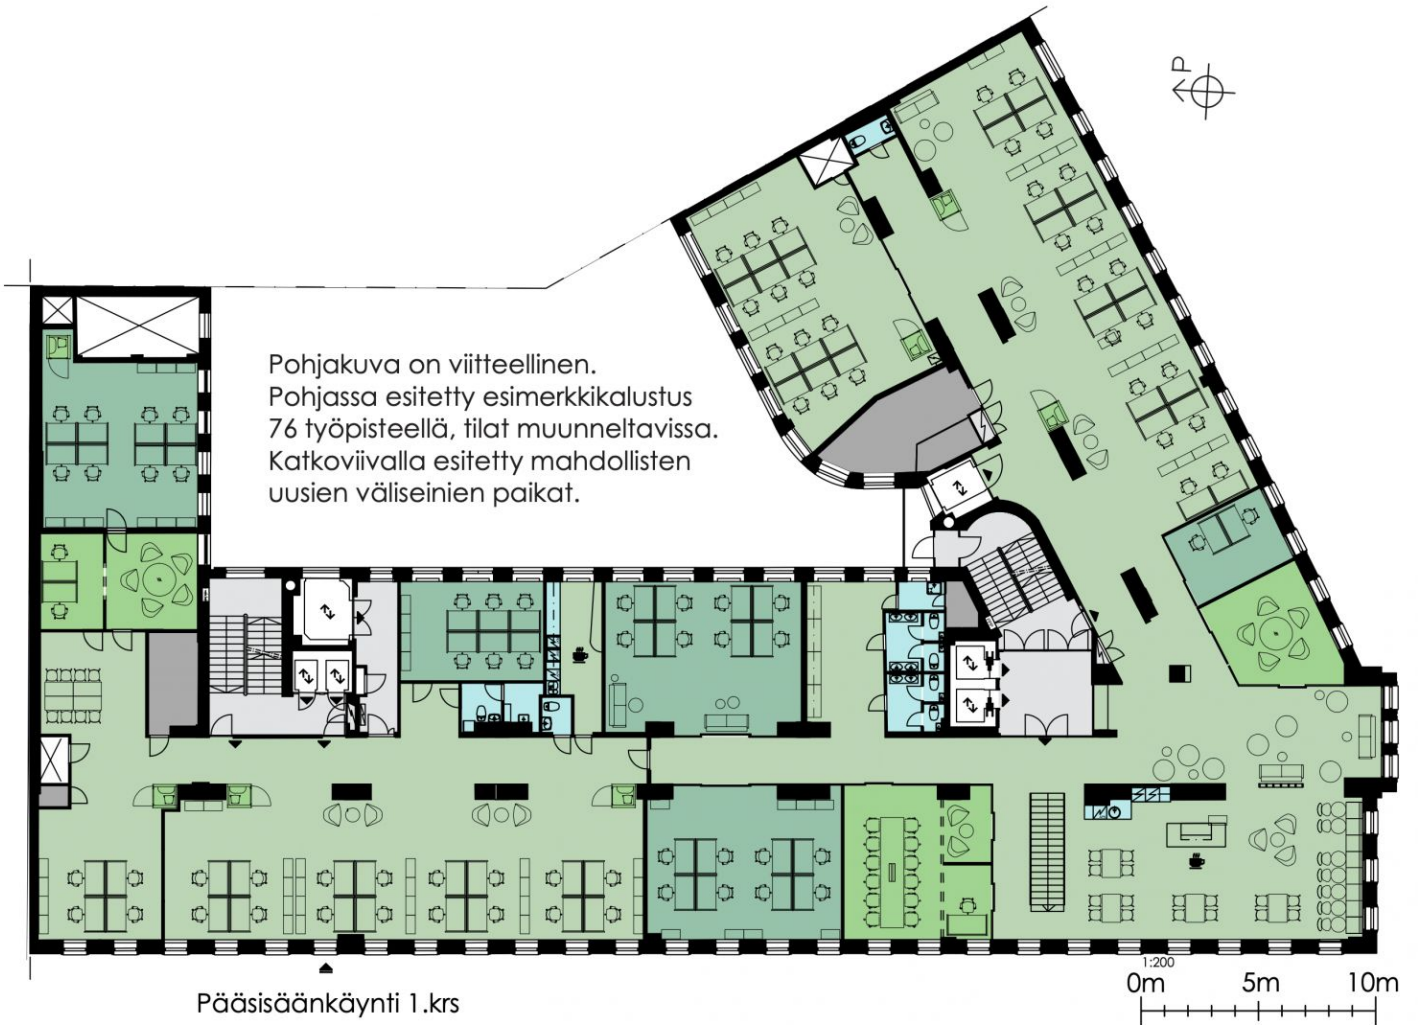 P
Pohjakuva on viitteellinen.
Pohjassa esitetty esimerkkikalustus
76 työpisteellä, tilat muunneltavissa.
Katkoviivalla esitetty mahdollisten
uusien väliseinien paikat.
Pääsisäänkäynti 1.krs
1:200
0m 5m 10m